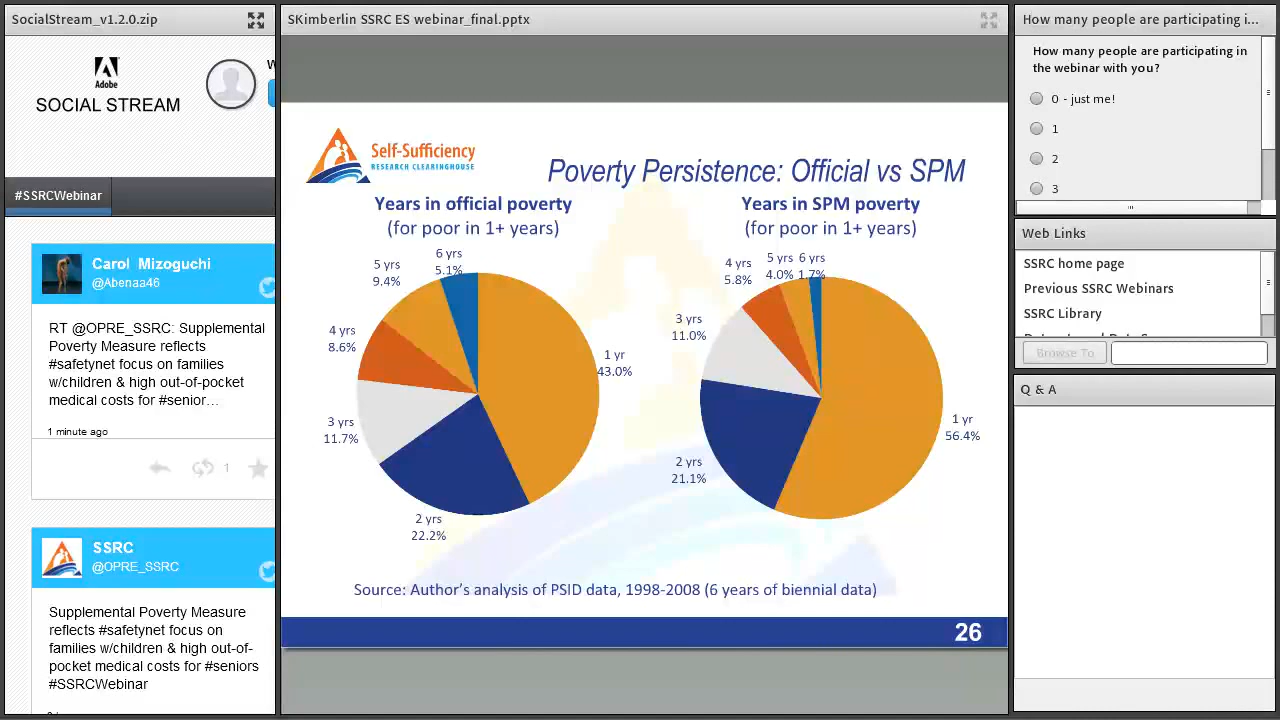 SocialStream_v1.2.0.zip
Adobe
SOCIAL STREAM
W
#SSRCWebinar
Carol Mizoguchi
@Abenaa46
RT @OPRE_SSRC: Supplemental
Poverty Measure reflects
#safetynet focus on families
w/children & high out-of-pocket
medical costs for #senior…
1 minute ago
1
SSRC
@OPRE_SSRC
Supplemental Poverty Measure
reflects #safetynet focus on
families w/children & high out-of-
pocket medical costs for #seniors
#SSRCWebinar
SKimberlin SSRC ES webinar_final.pptx
Self-Sufficiency
RESEARCH CLEARINGHOUSE
Poverty Persistence: Official vs SPM
Years in official poverty
(for poor in 1+ years)
6 yrs
5.1%
5 yrs
9.4%
4 yrs
8.6%
3 yrs
11.7%
2 yrs
22.2%
1 yr
43.0%
Years in SPM poverty
(for poor in 1+ years)
4 yrs
5.8%
5 yrs
4.0%
6 yrs
1.7%
3 yrs
11.0%
2 yrs
21.1%
1 yr
56.4%
Source: Author's analysis of PSID data, 1998-2008 (6 years of biennial data)
26
How many people are participating i...
How many people are participating in
the webinar with you?
0 - just me!
1
2
3
Web Links
SSRC home page
Previous SSRC Webinars
SSRC Library
Browse To
Q & A